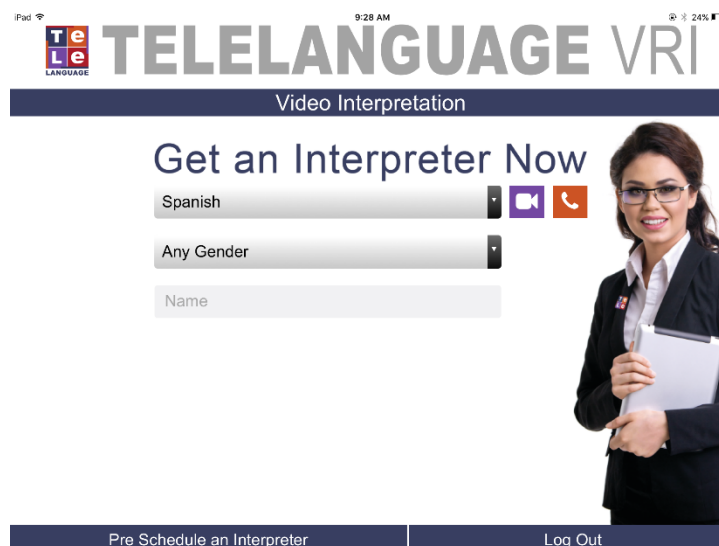 iPad 9:28 AM 24%
Te
Le
LANGUAGE
TELELANGUAGE VRI
Video Interpretation
Get an Interpreter Now
Spanish
Any Gender
Name
Pre Schedule an Interpreter Log Out